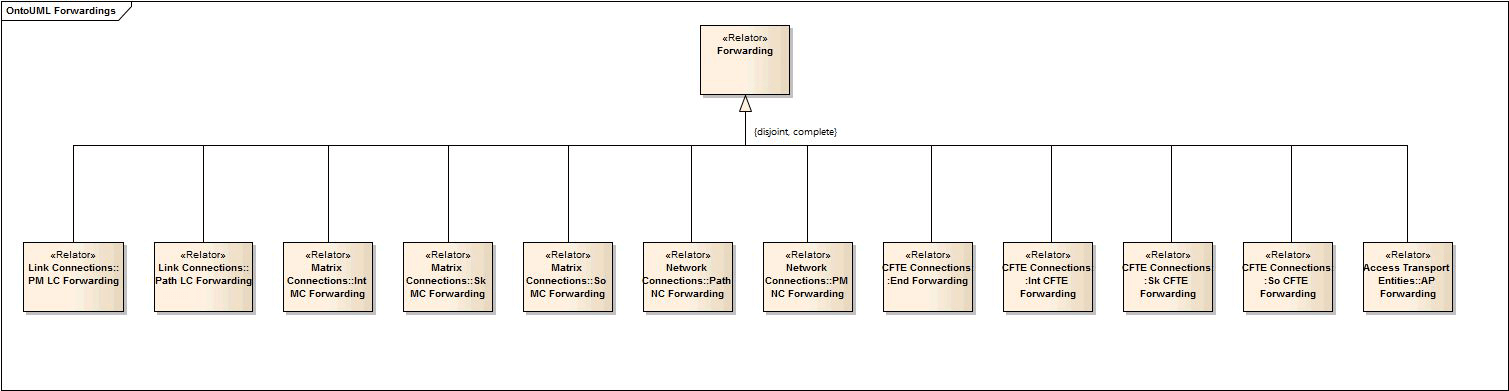 OntoUML Forwardings
«Relator»
Forwarding
{disjoint, complete}
«Relator»
Link Connections::
PM LC Forwarding
«Relator»
Link Connections::
Path LC Forwarding
«Relator»
Matrix
Connections::Int
MC Forwarding
«Relator»
Matrix
Connections::Sk
MC Forwarding
«Relator»
Matrix
Connections::So
MC Forwarding
«Relator»
Network
Connections::Path
NC Forwarding
«Relator»
Network
Connections::PM
NC Forwarding
«Relator»
CFTE Connections:
:End Forwarding
«Relator»
CFTE Connections:
:Int CFTE
Forwarding
«Relator»
CFTE Connections:
:Sk CFTE
Forwarding
«Relator»
CFTE Connections:
:So CFTE
Forwarding
«Relator»
Access Transport
Entities::AP
Forwarding